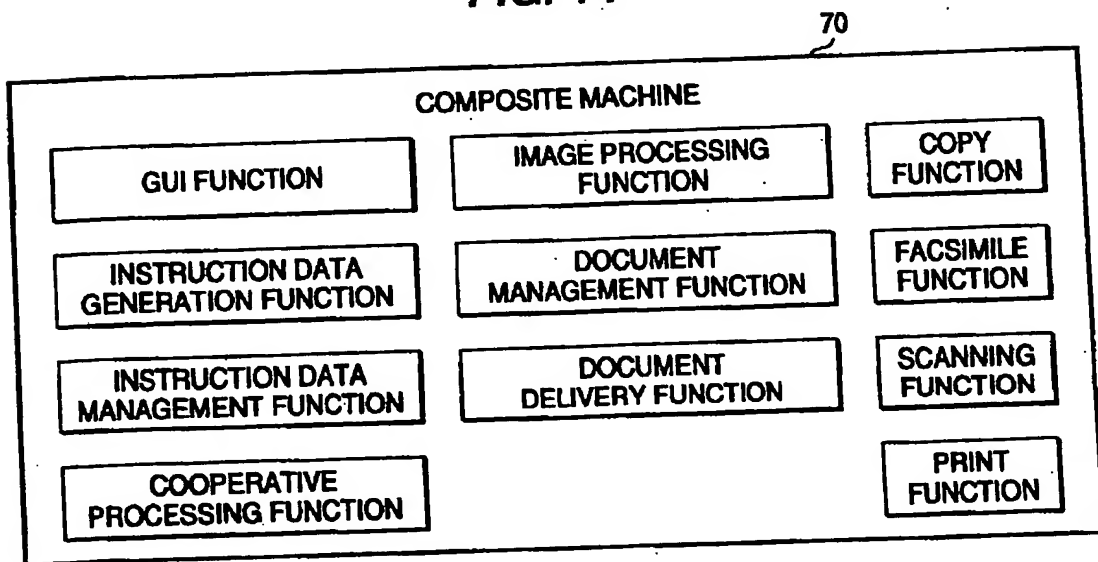 70
COMPOSITE MACHINE
GUI FUNCTION
IMAGE PROCESSING
FUNCTION
COPY
FUNCTION
INSTRUCTION DATA
GENERATION FUNCTION
DOCUMENT
MANAGEMENT FUNCTION
FACSIMILE
FUNCTION
INSTRUCTION DATA
MANAGEMENT FUNCTION
DOCUMENT
DELIVERY FUNCTION
SCANNING
FUNCTION
COOPERATIVE
PROCESSING FUNCTION
PRINT
FUNCTION